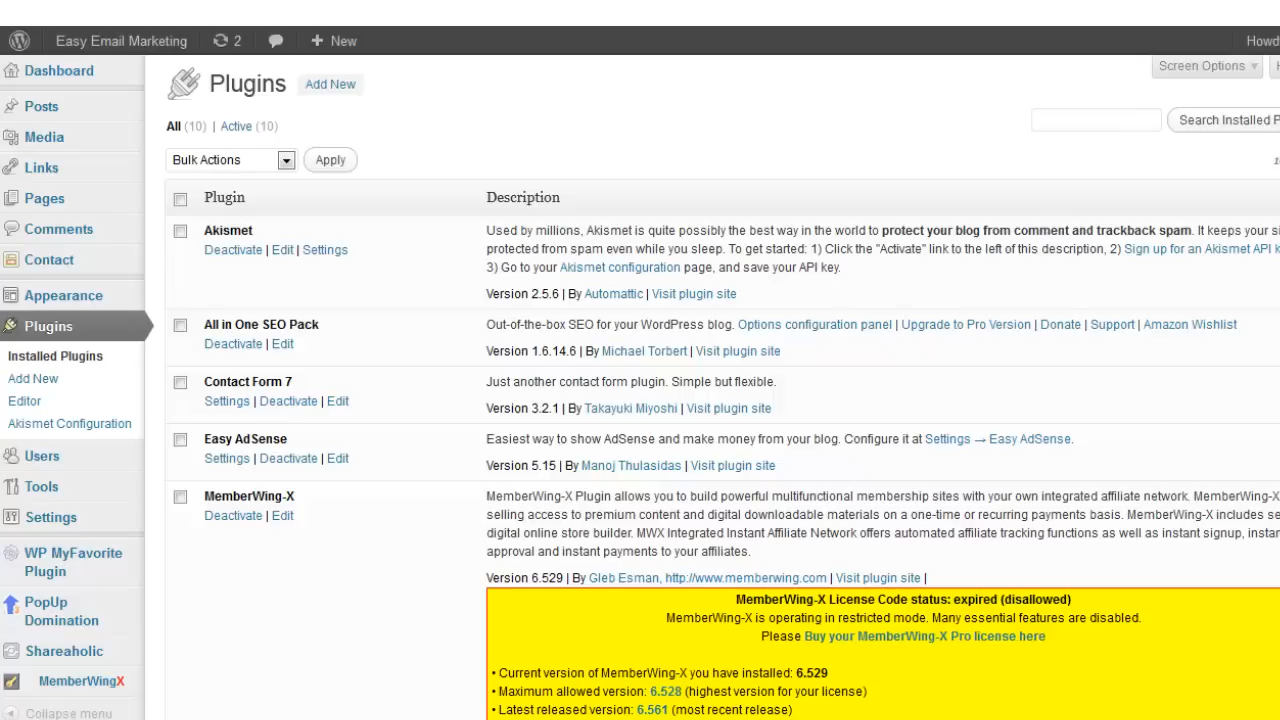 Easy Email Marketing 2 New Howd
Dashboard
Posts
Media
Links
Pages
Comments
Contact
Appearance
Plugins
Installed Plugins
Add New
Editor
Akismet Configuration
Users
Tools
Settings
WP MyFavorite
Plugin
PopUp
Domination
Shareaholic
MemberWingX
Collapse menu
Screen Options
Plugins Add New
All (10) | Active (10)
Search Installed P
Bulk Actions Apply
Plugin Description
Akismet
Deactivate | Edit | Settings
Used by millions, Akismet is quite possibly the best way in the world to protect your blog from comment and trackback spam. It keeps your si
protected from spam even while you sleep. To get started: 1) Click the "Activate" link to the left of this description, 2) Sign up for an Akismet API k
3) Go to your Akismet configuration page, and save your API key.
Version 2.5.6 | By Automattic | Visit plugin site
All in One SEO Pack
Deactivate | Edit
Out-of-the-box SEO for your WordPress blog. Options configuration panel | Upgrade to Pro Version | Donate | Support | Amazon Wishlist
Version 1.6.14.6 | By Michael Torbert | Visit plugin site
Contact Form 7
Settings | Deactivate | Edit
Just another contact form plugin. Simple but flexible.
Version 3.2.1 | By Takayuki Miyoshi | Visit plugin site
Easy AdSense
Settings | Deactivate | Edit
Easiest way to show AdSense and make money from your blog. Configure it at Settings → Easy AdSense.
Version 5.15 | By Manoj Thulasidas | Visit plugin site
MemberWing-X
Deactivate | Edit
MemberWing-X Plugin allows you to build powerful multifunctional membership sites with your own integrated affiliate network. MemberWing-X
selling access to premium content and digital downloadable materials on a one-time or recurring payments basis. MemberWing-X includes se
digital online store builder. MWX Integrated Instant Affiliate Network offers automated affiliate tracking functions as well as instant signup, instan
approval and instant payments to your affiliates.
Version 6.529 | By Gleb Esman, http://www.memberwing.com | Visit plugin site |
MemberWing-X License Code status: expired (disallowed)
MemberWing-X is operating in restricted mode. Many essential features are disabled.
Please Buy your MemberWing-X Pro license here
• Current version of MemberWing-X you have installed: 6.529
• Maximum allowed version: 6.528 (highest version for your license)
• Latest released version: 6.561 (most recent release)